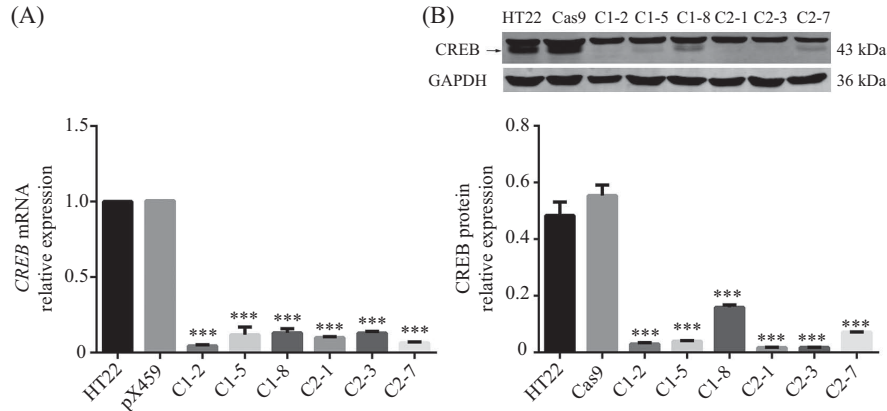 (A)
1.5
1.0
0.5
0
CREB mRNA
relative expression
***
***
***
***
***
***
HT22
pX459
C1-2
C1-5
C1-8
C2-1
C2-3
C2-7
(B)
HT22 Cas9 C1-2 C1-5 C1-8 C2-1 C2-3 C2-7
CREB 43 kDa
GAPDH 36 kDa
0.8
0.6
0.4
0.2
0
CREB protein
relative expression
***
***
***
***
***
***
HT22
Cas9
C1-2
C1-5
C1-8
C2-1
C2-3
C2-7